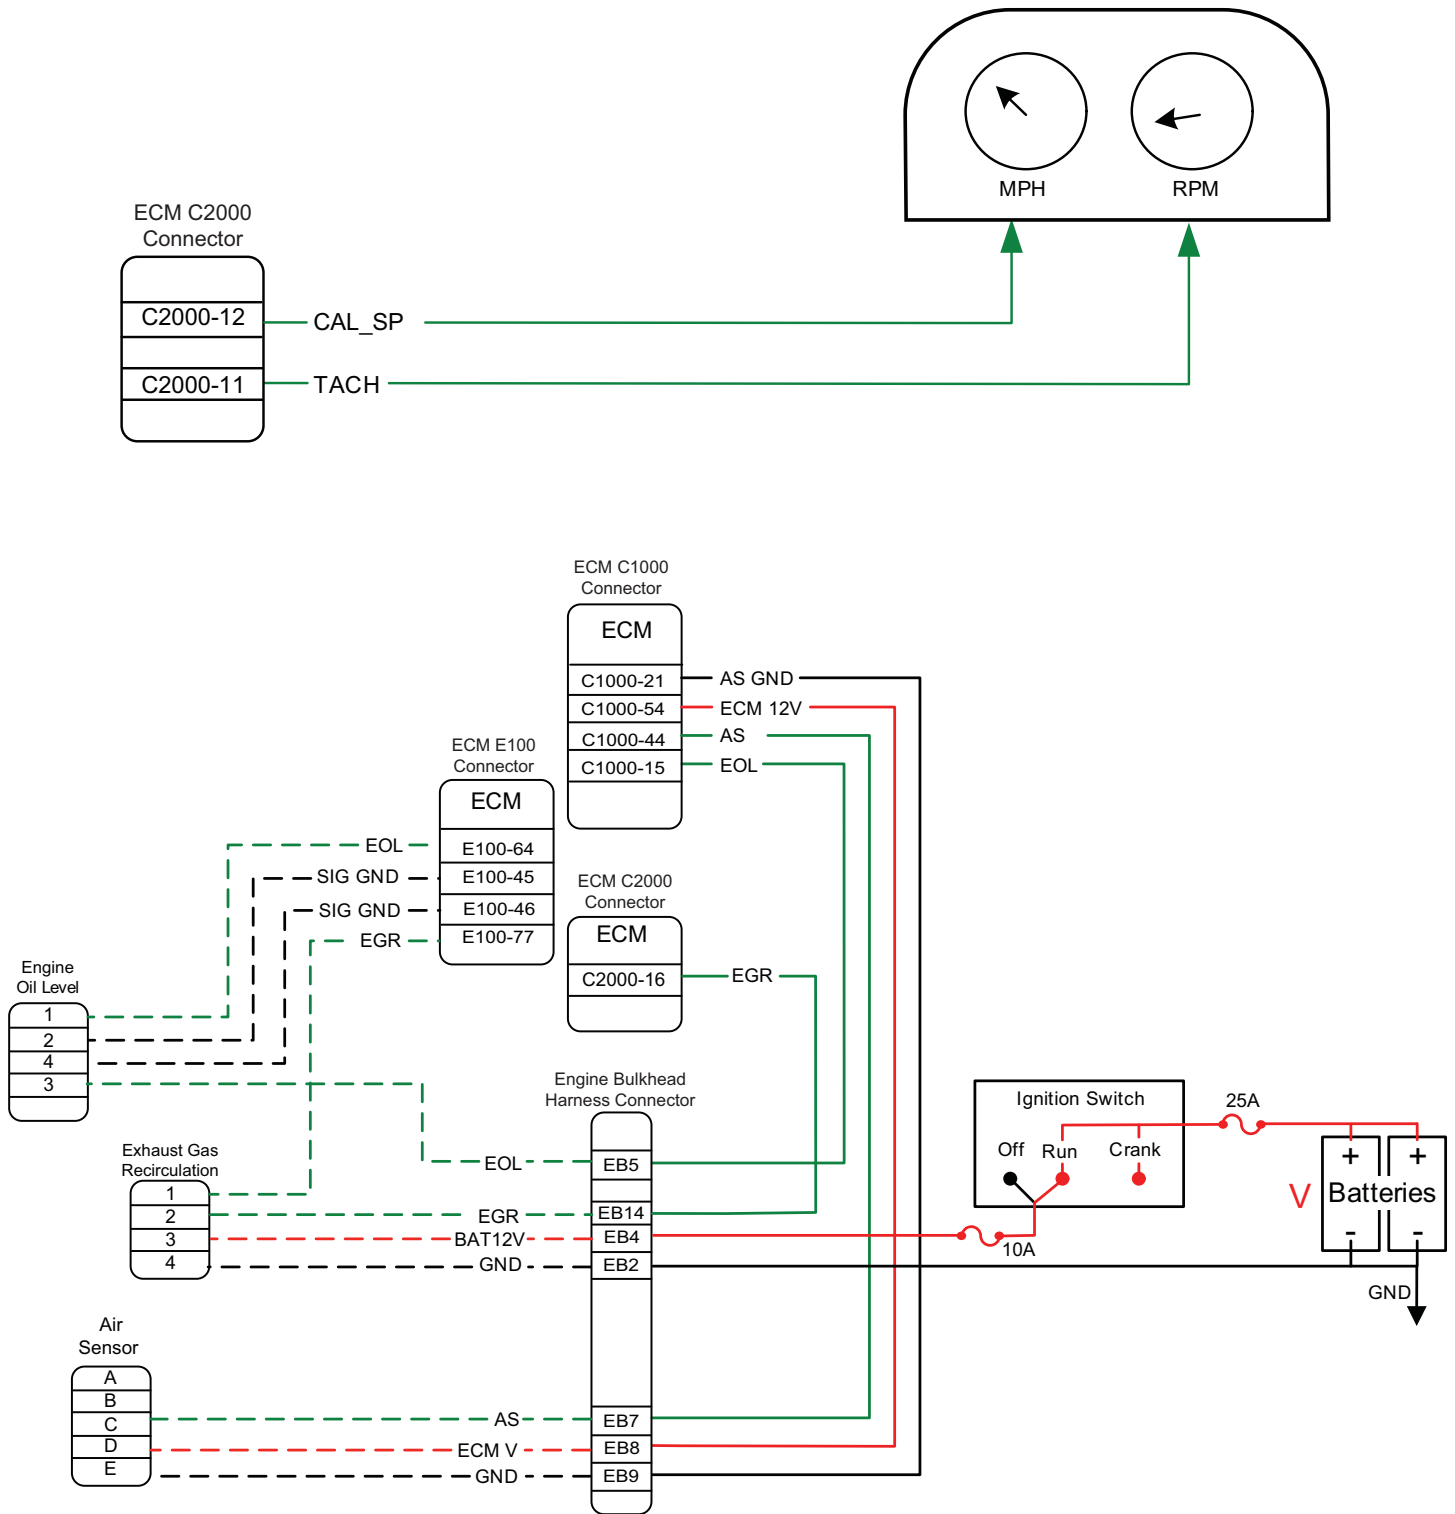 MPH
RPM
ECM C2000
Connector
C2000-12
CAL_SP
C2000-11
TACH
ECM C1000
Connector
ECM
C1000-21
AS GND
C1000-54
ECM 12V
C1000-44
AS
C1000-15
EOL
ECM E100
Connector
ECM
EOL
E100-64
SIG GND
E100-45
SIG GND
E100-46
EGR
E100-77
ECM C2000
Connector
ECM
C2000-16
EGR
Engine
Oil Level
1
2
4
3
Engine Bulkhead
Harness Connector
EOL
EB5
EGR
EB14
BAT12V
EB4
GND
EB2
Exhaust Gas
Recirculation
1
2
3
4
Ignition Switch
Off
Run
Crank
25A
10A
+
+
V
Batteries
-
-
GND
Air
Sensor
A
B
C
D
E
AS
EB7
ECM V
EB8
GND
EB9